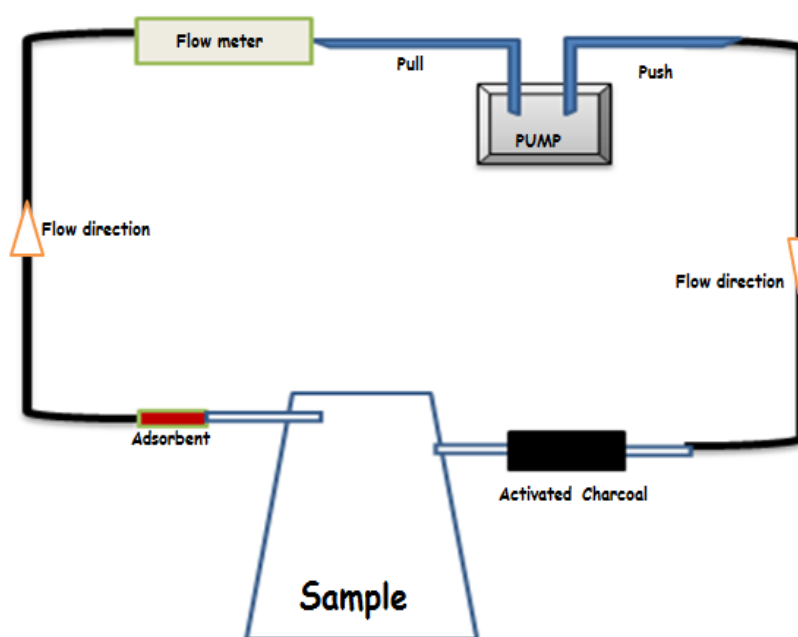 Flow meter
Pull
Push
PUMP
Flow direction
Flow direction
Adsorbent
Activated Charcoal
Sample